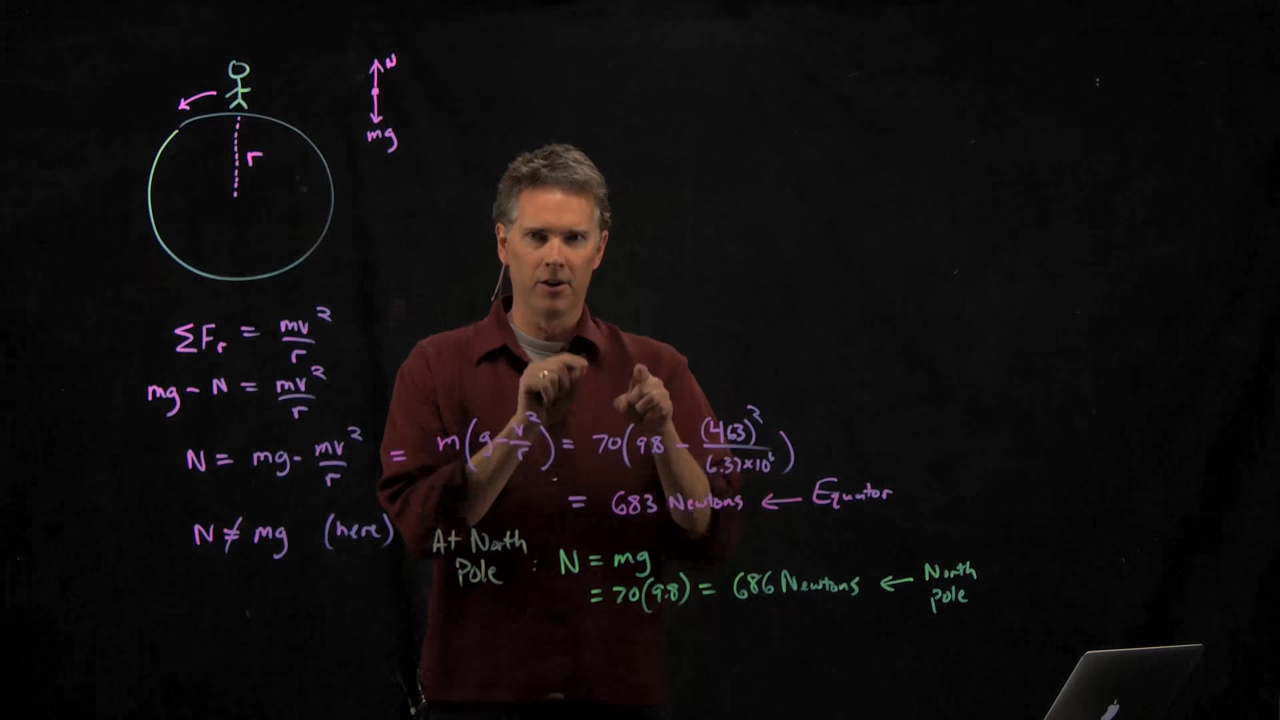 N
mg
r
ΣFᵣ = mv²/r
mg - N = mv²/r
N = mg - mv²/r = m(g - v²/r) = 70(9.8 - (463)²/6.37×10⁶)
= 683 Newtons ← Equator
N ≠ mg (here)
At North Pole : N = mg
= 70(9.8) = 686 Newtons ← North pole